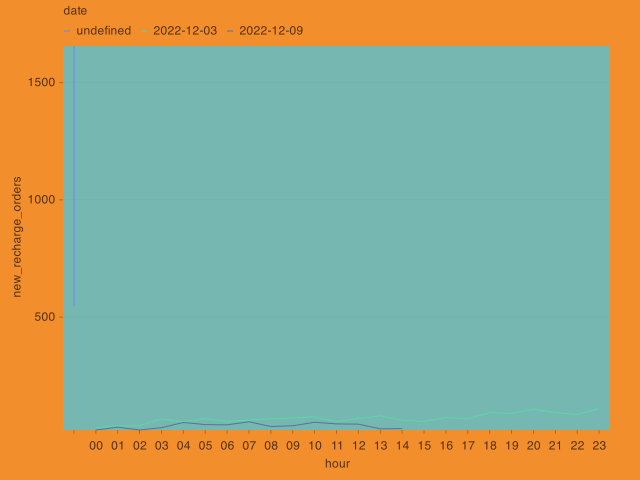 date
undefined 2022-12-03 2022-12-09
1500
1000
500
new_recharge_orders
00 01 02 03 04 05 06 07 08 09 10 11 12 13 14 15 16 17 18 19 20 21 22 23
hour